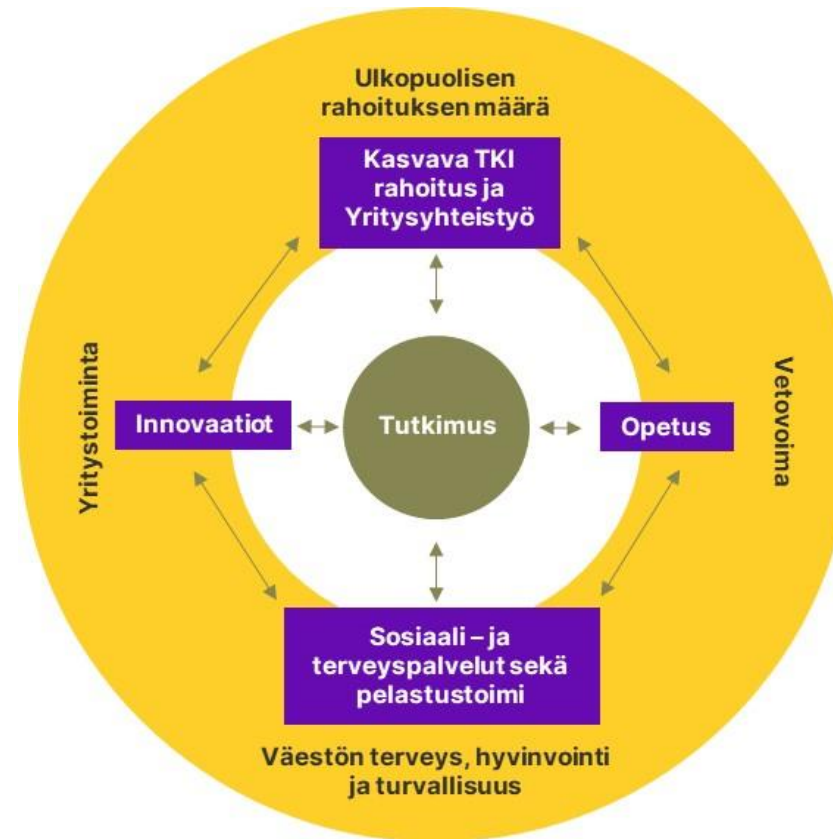 Ulkopuolisen
rahoituksen määrä
Kasvava TKI
rahoitus ja
Yritysyhteistyö
Yritystoiminta
Innovaatiot
Tutkimus
Opetus
Vetovoima
Sosiaali – ja
terveyspalvelut sekä
pelastustoimi
Väestön terveys, hyvinvointi
ja turvallisuus